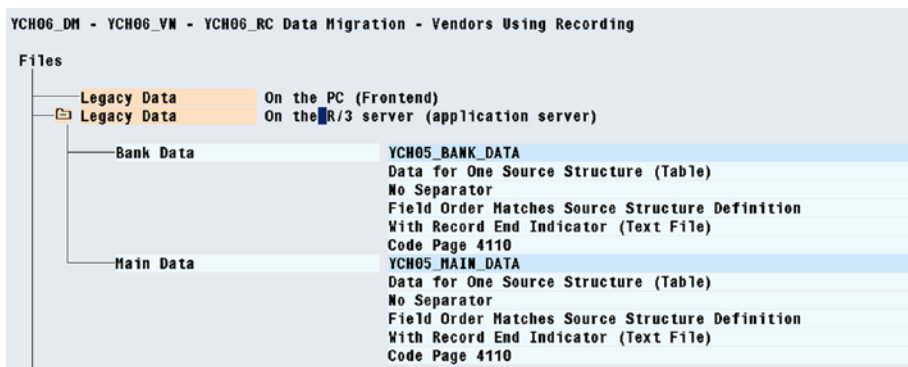 YCH06_DM - YCH06_VN - YCH06_RC Data Migration - Vendors Using Recording
Files
Legacy Data On the PC (Frontend)
Legacy Data On the R/3 server (application server)
Bank Data YCH05_BANK_DATA
Data for One Source Structure (Table)
No Separator
Field Order Matches Source Structure Definition
With Record End Indicator (Text File)
Code Page 4110
Main Data YCH05_MAIN_DATA
Data for One Source Structure (Table)
No Separator
Field Order Matches Source Structure Definition
With Record End Indicator (Text File)
Code Page 4110